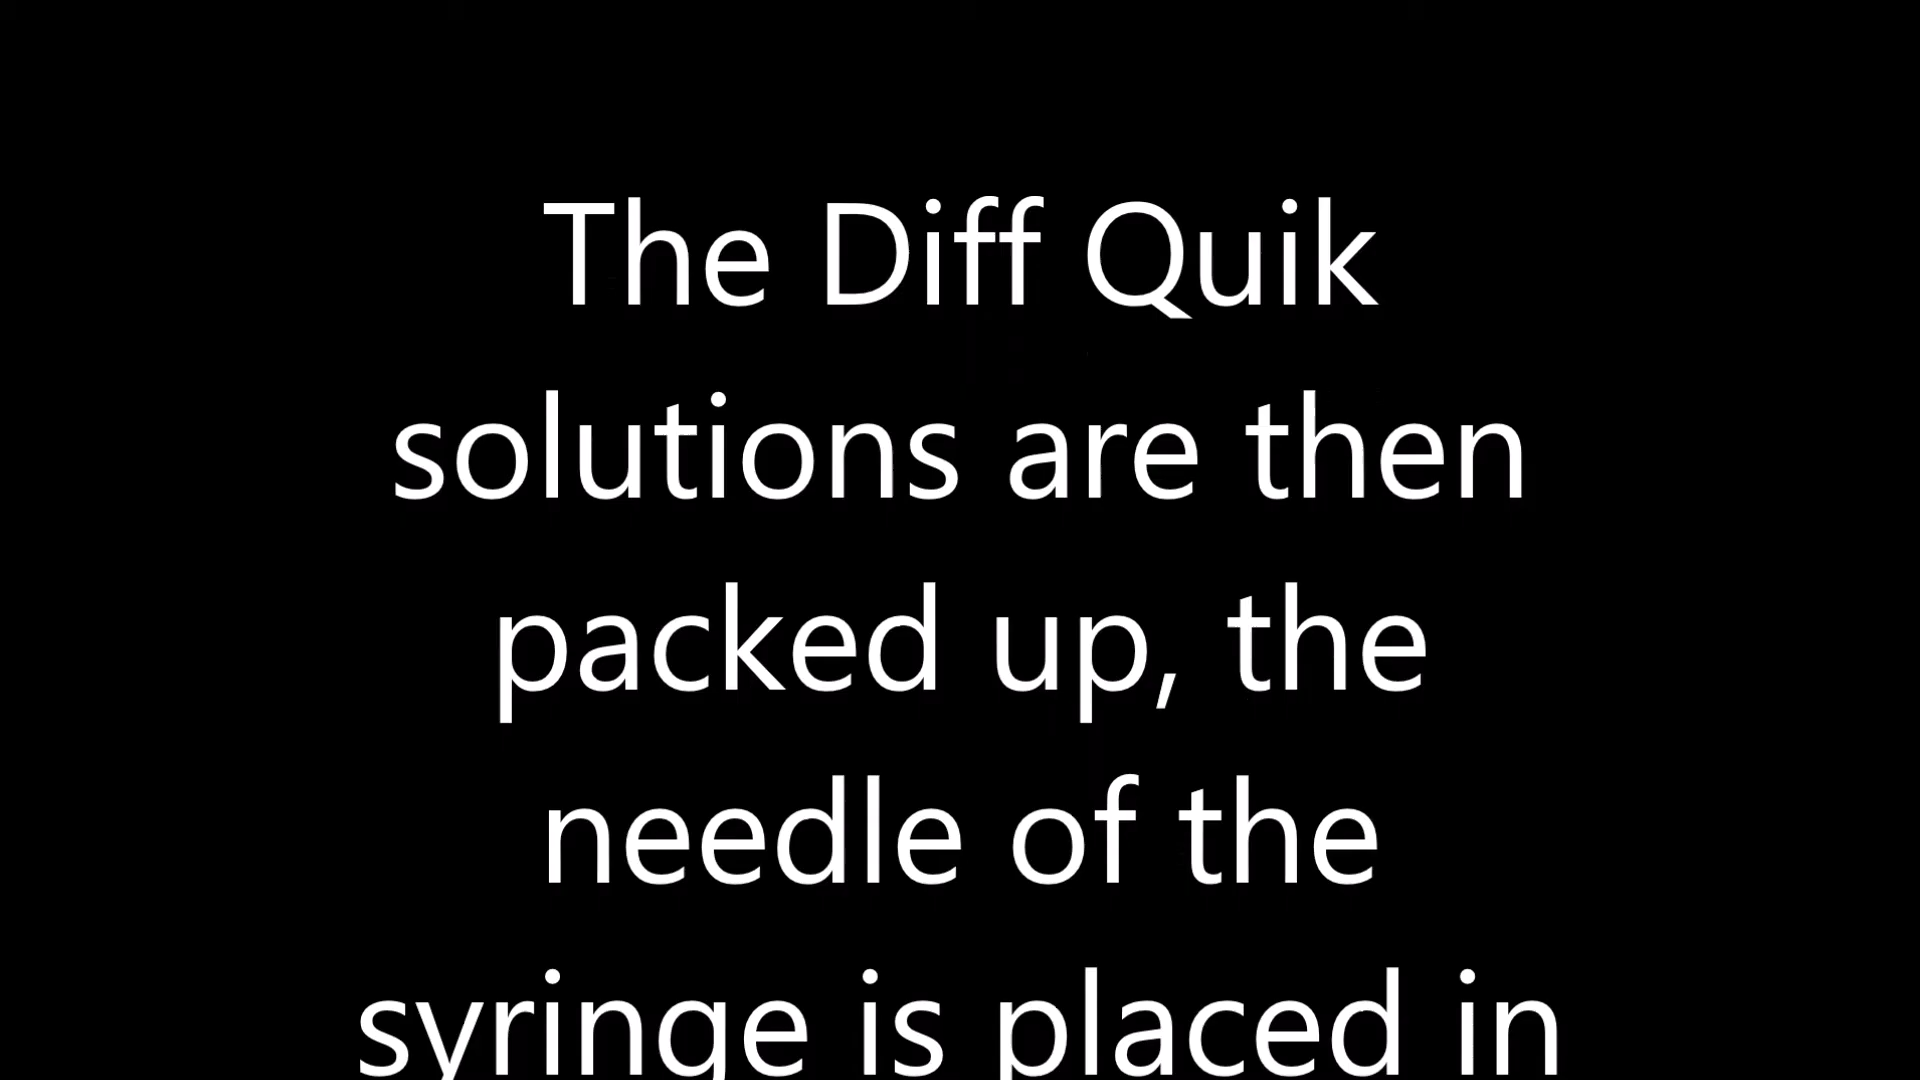 The Diff Quik
solutions are then
packed up, the
needle of the
syringe is placed in